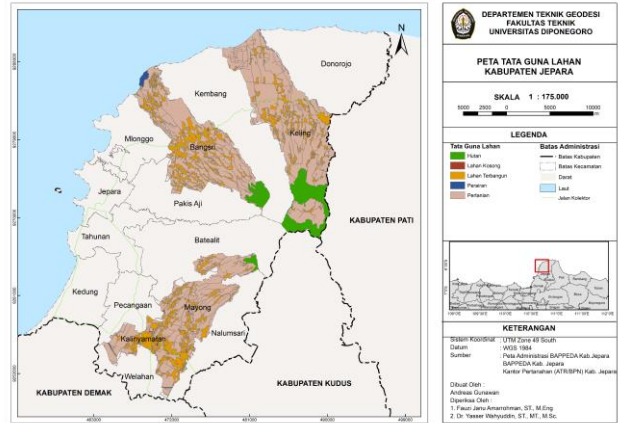 Donorojo
Kembang
Keling
Mlonggo
Bangsri
Jepara
Pakis Aji
KABUPATEN PATI
Tahunan
Batealit
Kedung
Pecangaan
Mayong
Nalumsari
Kalinyamatan
Welahan
KABUPATEN DEMAK
KABUPATEN KUDUS
N
DEPARTEMEN TEKNIK GEODESI
FAKULTAS TEKNIK
UNIVERSITAS DIPONEGORO
PETA TATA GUNA LAHAN
KABUPATEN JEPARA
SKALA 1 : 175.000
5000 2500 0 5000 10000
m
LEGENDA
Tata Guna Lahan
Hutan
Lahan Kosong
Lahan Terbangun
Perairan
Pertanian
Batas Administrasi
Batas Kabupaten
Batas Kecamatan
Darat
Laut
Jalan Kolektor
KETERANGAN
Sistem Koordinat : UTM Zone 49 South
Datum : WGS 1984
Sumber : Peta Administrasi BAPPEDA Kab.Jepara
BAPPEDA Kab. Jepara
Kantor Pertanahan (ATR/BPN) Kab. Jepara
Dibuat Oleh :
Andreas Gunawan
Diperiksa Oleh :
1. Fauzi Janu Amarrohman, ST., M.Eng
2. Dr. Yasser Wahyuddin, ST., MT., M.Sc.